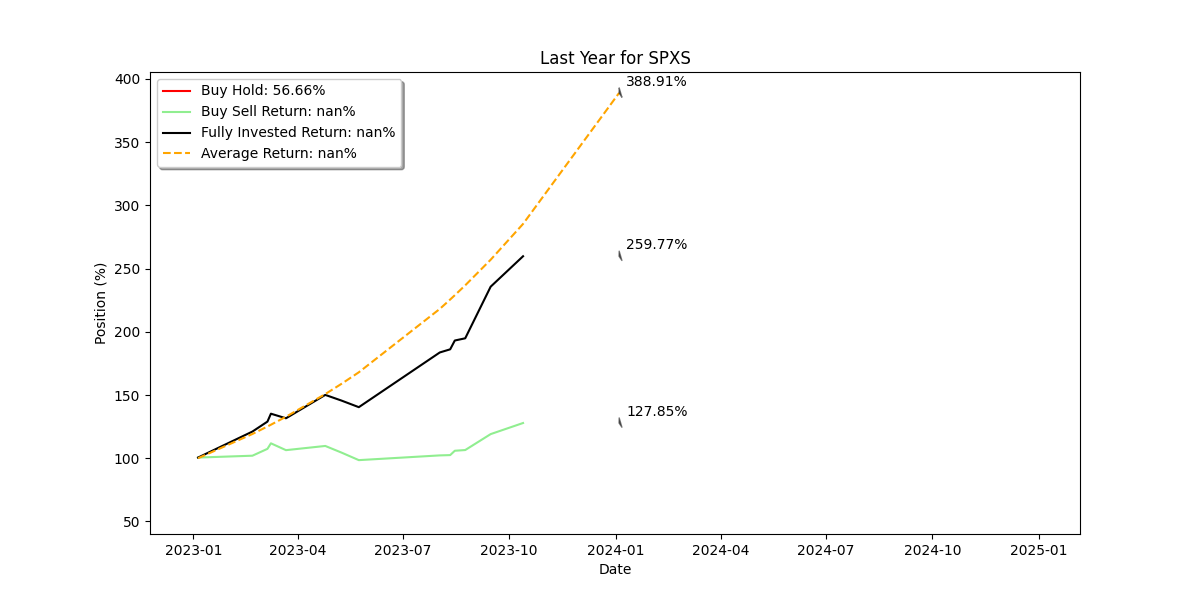 Last Year for SPXS
Buy Hold: 56.66%
Buy Sell Return: nan%
Fully Invested Return: nan%
Average Return: nan%
388.91%
259.77%
127.85%
400
350
300
250
200
150
100
50
Position (%)
2023-01
2023-04
2023-07
2023-10
2024-01
2024-04
2024-07
2024-10
2025-01
Date